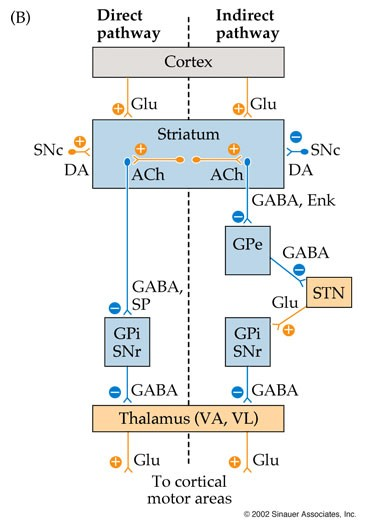 (B)
Direct pathway
Indirect pathway
Cortex
Glu
Glu
+
+
Striatum
SNc
+
DA
−
SNc
DA
+
+
ACh
ACh
GABA, Enk
−
GPe
GABA
−
STN
Glu
+
GABA,
SP
−
GPi
SNr
GPi
SNr
−
GABA
−
GABA
Thalamus (VA, VL)
+
Glu
+
Glu
To cortical
motor areas
© 2002 Sinauer Associates, Inc.